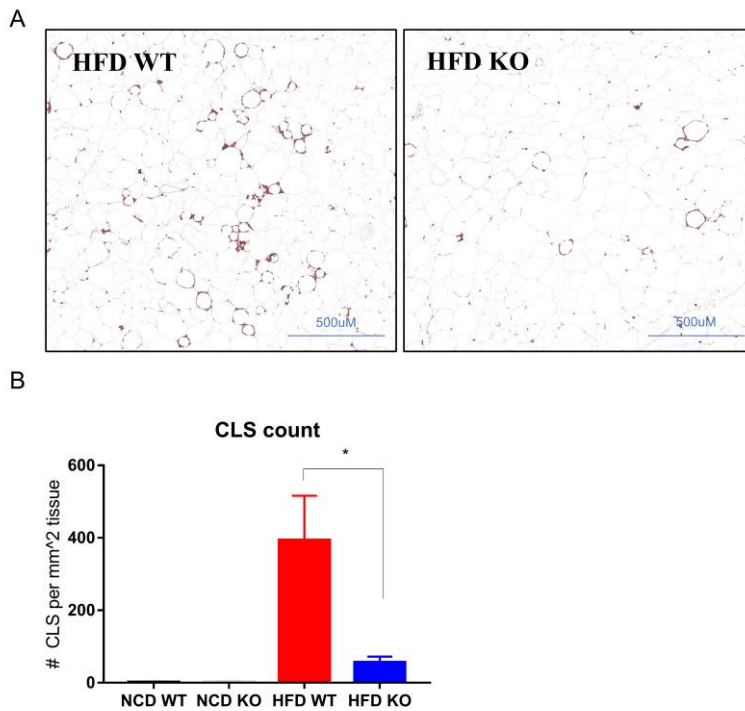 A
HFD WT
HFD KO
500uM
500uM
B
CLS count
*
# CLS per mm^2 tissue
600
400
200
0
NCD WT NCD KO HFD WT HFD KO